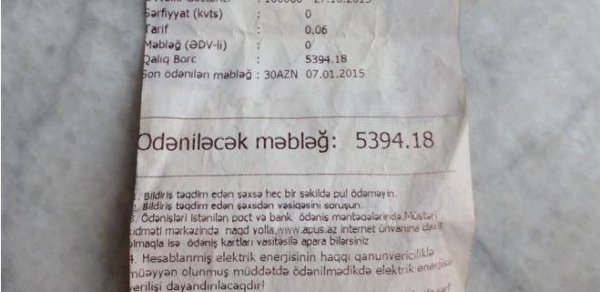 Sərfiyyat (kvts) : 0
Tarif : 0.06
Məbləğ (ƏDV-li) : 0
Qalıq Borc : 5394.18
Son ödənilən məbləğ : 30AZN 07.01.2015
Ödəniləcək məbləğ: 5394.18
1. Bildiriş təqdim edən şəxsə heç bir şəkildə pul ödəməyin.
2. Bildiriş təqdim edən şəxsdən vəsiqəsini soruşun.
3. Ödənişləri istənilən poçt və bank ödəniş məntəqələrində, Müştəri
xidməti mərkəzində nəqd yolla, www.apus.az internet ünvanına daxil
olmaqla isə ödəniş kartları vasitəsilə apara bilərsiniz
4. Hesablanmış elektrik enerjisinin haqqı qanunvericiliklə
müəyyən olunmuş müddətdə ödənilmədikdə elektrik enerjisi
verilişi dayandırılacaqdır!